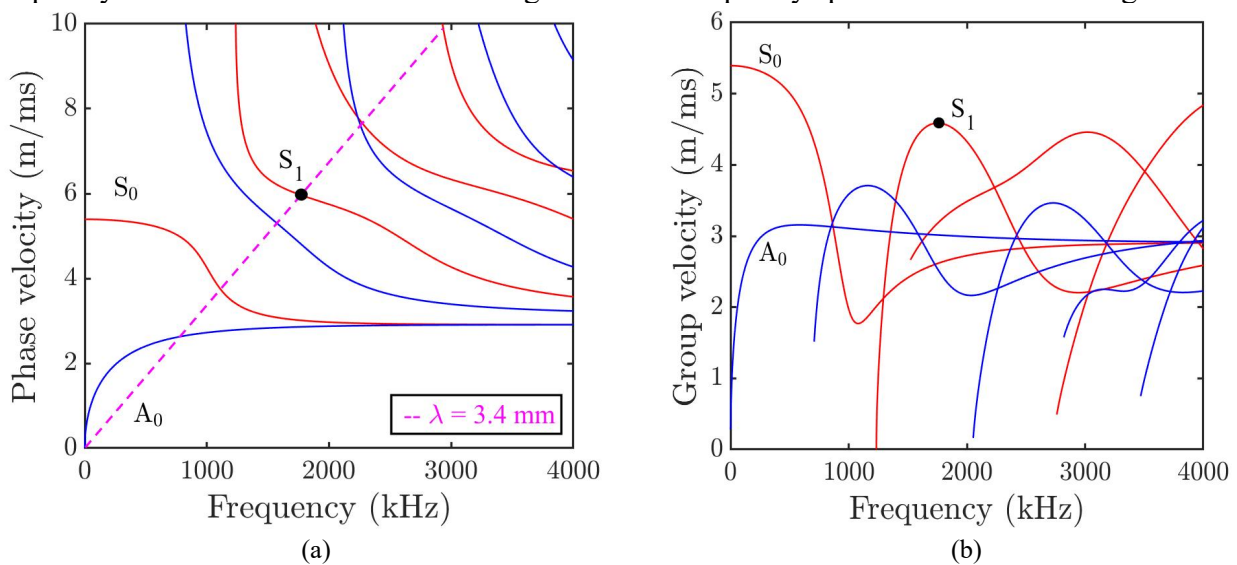 10
8
6
4
2
0
Phase velocity (m/ms)
S₀
S₁
A₀
-- λ = 3.4 mm
0 1000 2000 3000 4000
Frequency (kHz)
(a)
6
5
4
3
2
1
0
Group velocity (m/ms)
S₀
S₁
A₀
0 1000 2000 3000 4000
Frequency (kHz)
(b)